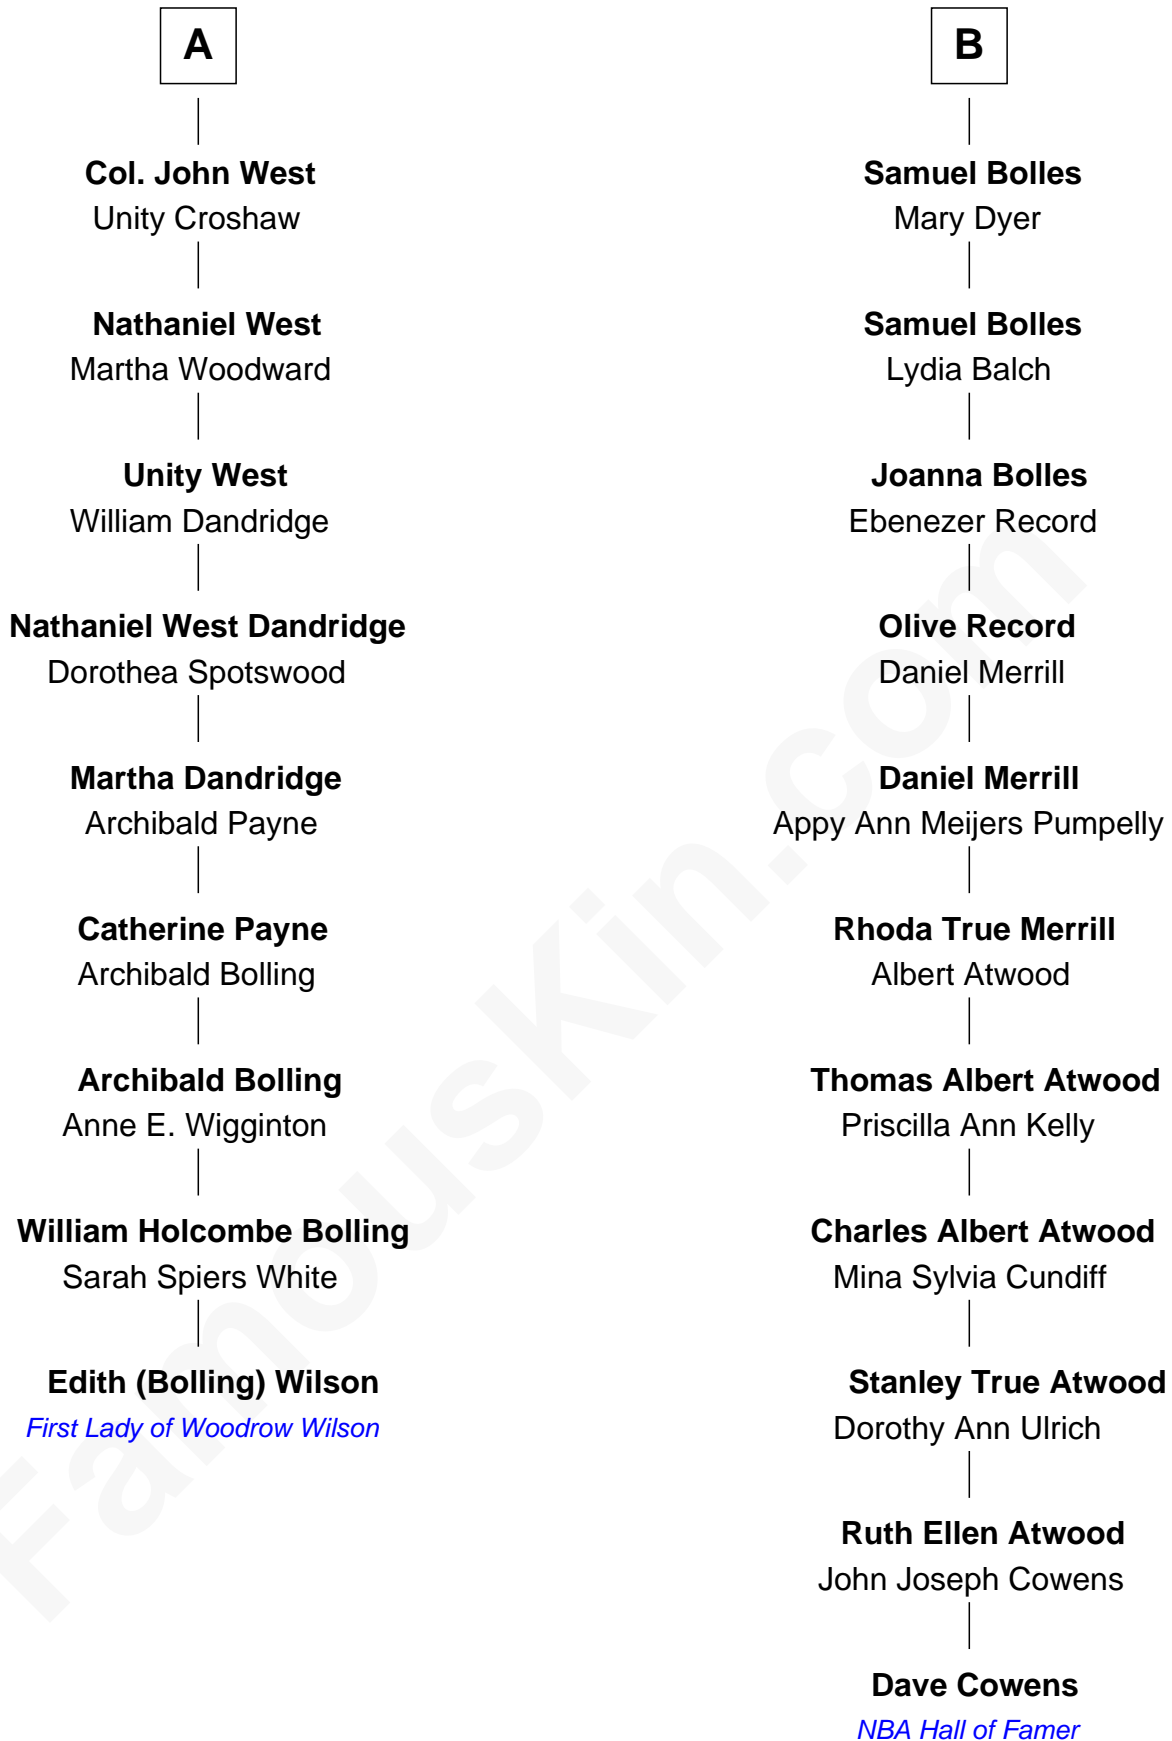 A
Col. John West
Unity Croshaw
Nathaniel West
Martha Woodward
Unity West
William Dandridge
Nathaniel West Dandridge
Dorothea Spotswood
Martha Dandridge
Archibald Payne
Catherine Payne
Archibald Bolling
Archibald Bolling
Anne E. Wigginton
William Holcombe Bolling
Sarah Spiers White
Edith (Bolling) Wilson
First Lady of Woodrow Wilson
B
Samuel Bolles
Mary Dyer
Samuel Bolles
Lydia Balch
Joanna Bolles
Ebenezer Record
Olive Record
Daniel Merrill
Daniel Merrill
Appy Ann Meijers Pumpelly
Rhoda True Merrill
Albert Atwood
Thomas Albert Atwood
Priscilla Ann Kelly
Charles Albert Atwood
Mina Sylvia Cundiff
Stanley True Atwood
Dorothy Ann Ulrich
Ruth Ellen Atwood
John Joseph Cowens
Dave Cowens
NBA Hall of Famer
FamousKin.com